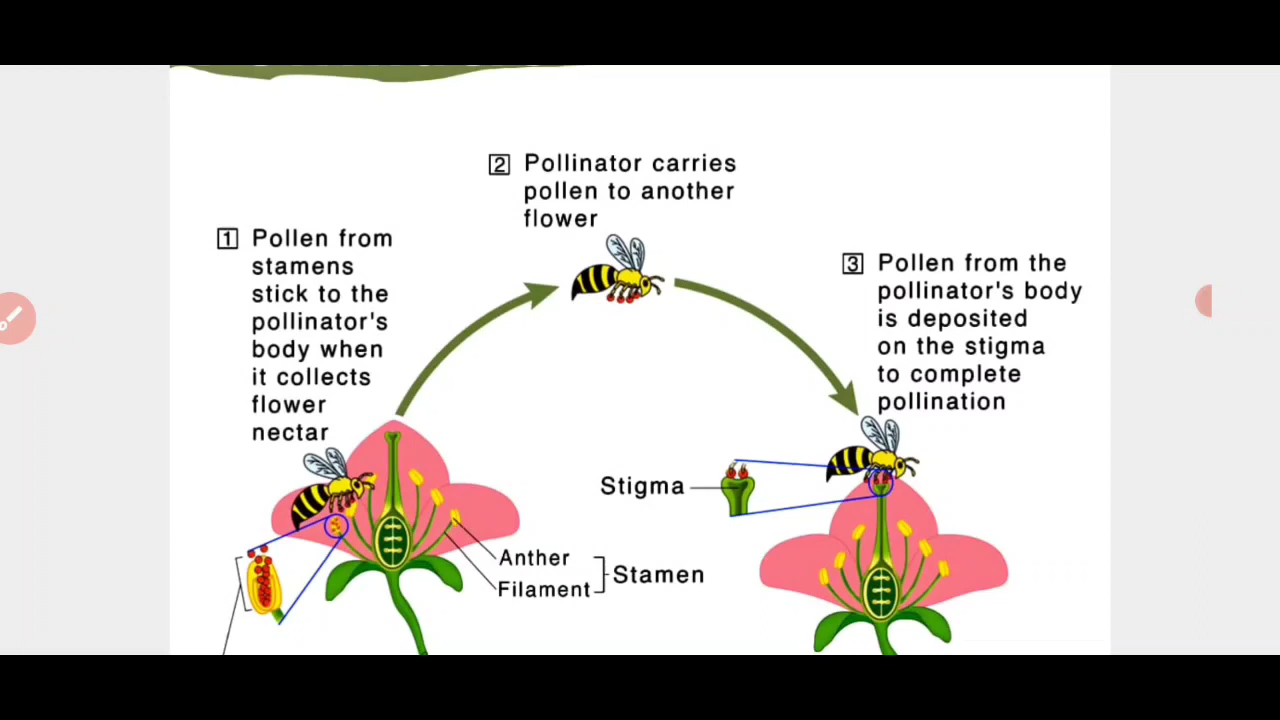 2 Pollinator carries
pollen to another
flower
1 Pollen from
stamens
stick to the
pollinator's
body when
it collects
flower
nectar
3 Pollen from the
pollinator's body
is deposited
on the stigma
to complete
pollination
Stigma
Anther
Filament
Stamen